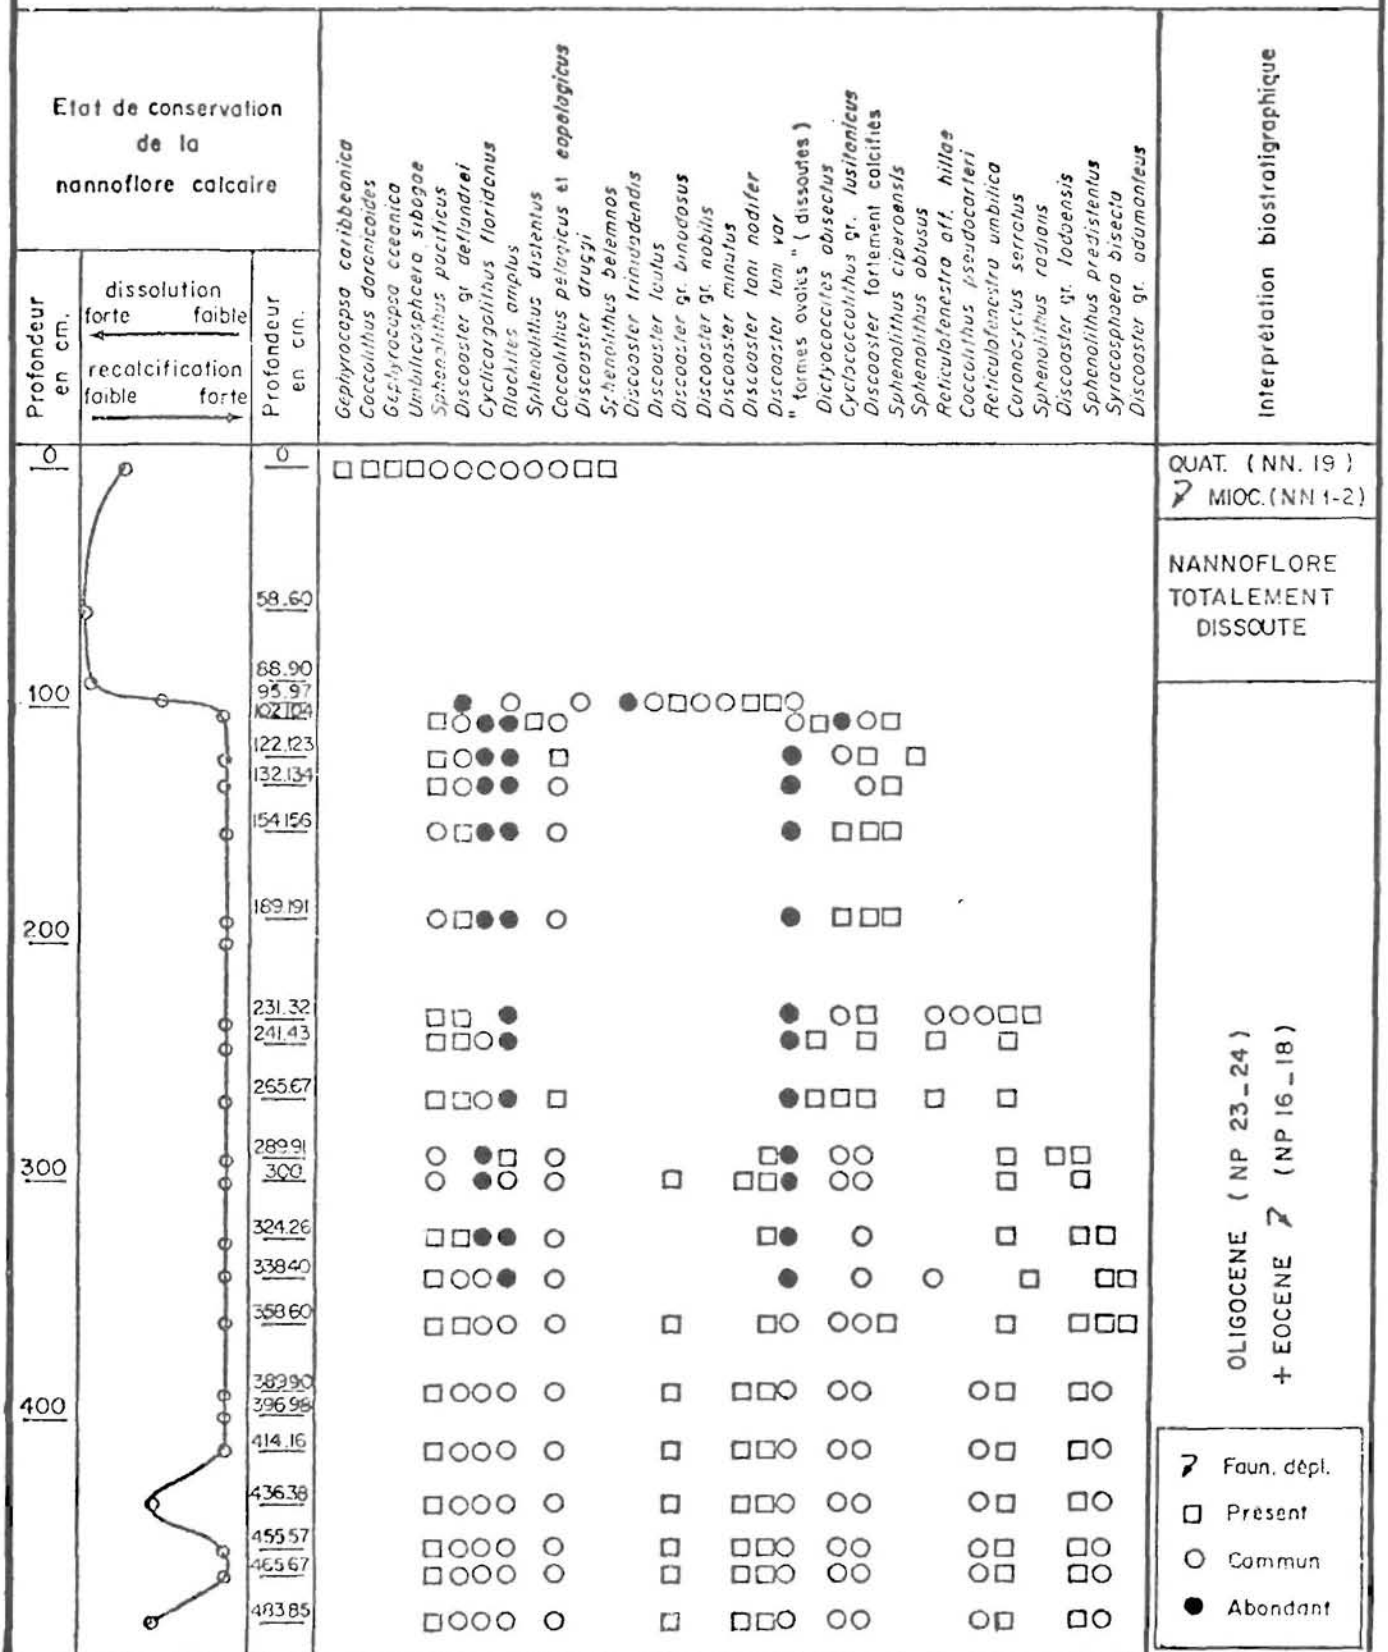 Etat de conservation
de la
nannoflore calcaire
Profondeur
en cm.
dissolution
forte faible
recalcification
faible forte
Profondeur
en cm.
Gephyrocapsa caribbeanica
Coccolithus doronicoides
Gephyrocapsa oceanica
Umbilicosphaera sibogae
Sphenolithus pacificus
Discoaster gr deflandrei
Cyclicargolithus floridanus
Blackites amplus
Sphenolithus distentus
Coccolithus pelagicus et eopelagicus
Discoaster druggi
Sphenolithus belemnos
Discoaster trinidadensis
Discoaster lautus
Discoaster gr. binodosus
Discoaster gr. nobilis
Discoaster minutus
Discoaster tani nodifer
Discoaster tani var
" formes ovales " ( dissoutes )
Dictyococcites abisectus
Cyclococcolithus gr. lusitanicus
Discoaster fortement calcifiés
Sphenolithus ciperoensis
Sphenolithus obtusus
Reticulofenestra aff. hillae
Coccolithus pseudocarteri
Reticulofenestra umbilica
Coronocyclus serratus
Sphenolithus radians
Discoaster gr. lodoensis
Sphenolithus predistentus
Syracosphaera bisecta
Discoaster gr. adamanteus
Interprétation biostratigraphique
0
100
200
300
400
0
58.60
88.90
95.97
102.104
122.123
132.134
154.156
189.191
231.32
241.43
265.67
289.91
300
324.26
338.40
358.60
389.90
396.98
414.16
436.38
455.57
465.67
483.85
QUAT. (NN. 19)
MIOC. (NN 1-2)
NANNOFLORE
TOTALEMENT
DISSOUTE
OLIGOCENE (NP 23_24)
+ EOCENE (NP 16_18)
Faun. dépl.
Présent
Commun
Abondant